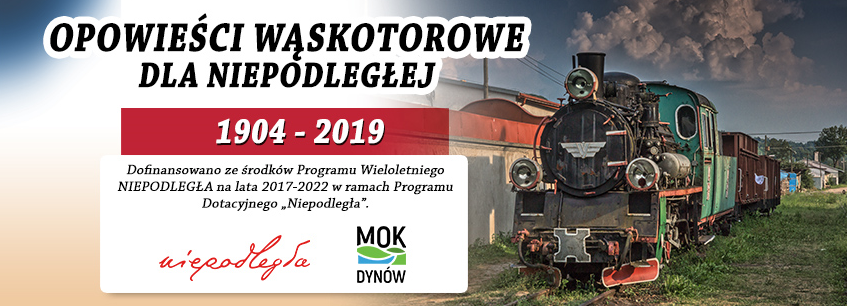 OPOWIEŚCI WĄSKOTOROWE
DLA NIEPODLEGŁEJ
1904 - 2019
Dofinansowano ze środków Programu Wieloletniego
NIEPODLEGŁA na lata 2017-2022 w ramach Programu
Dotacyjnego „Niepodległa”.
niepodległa
MOK
DYNÓW